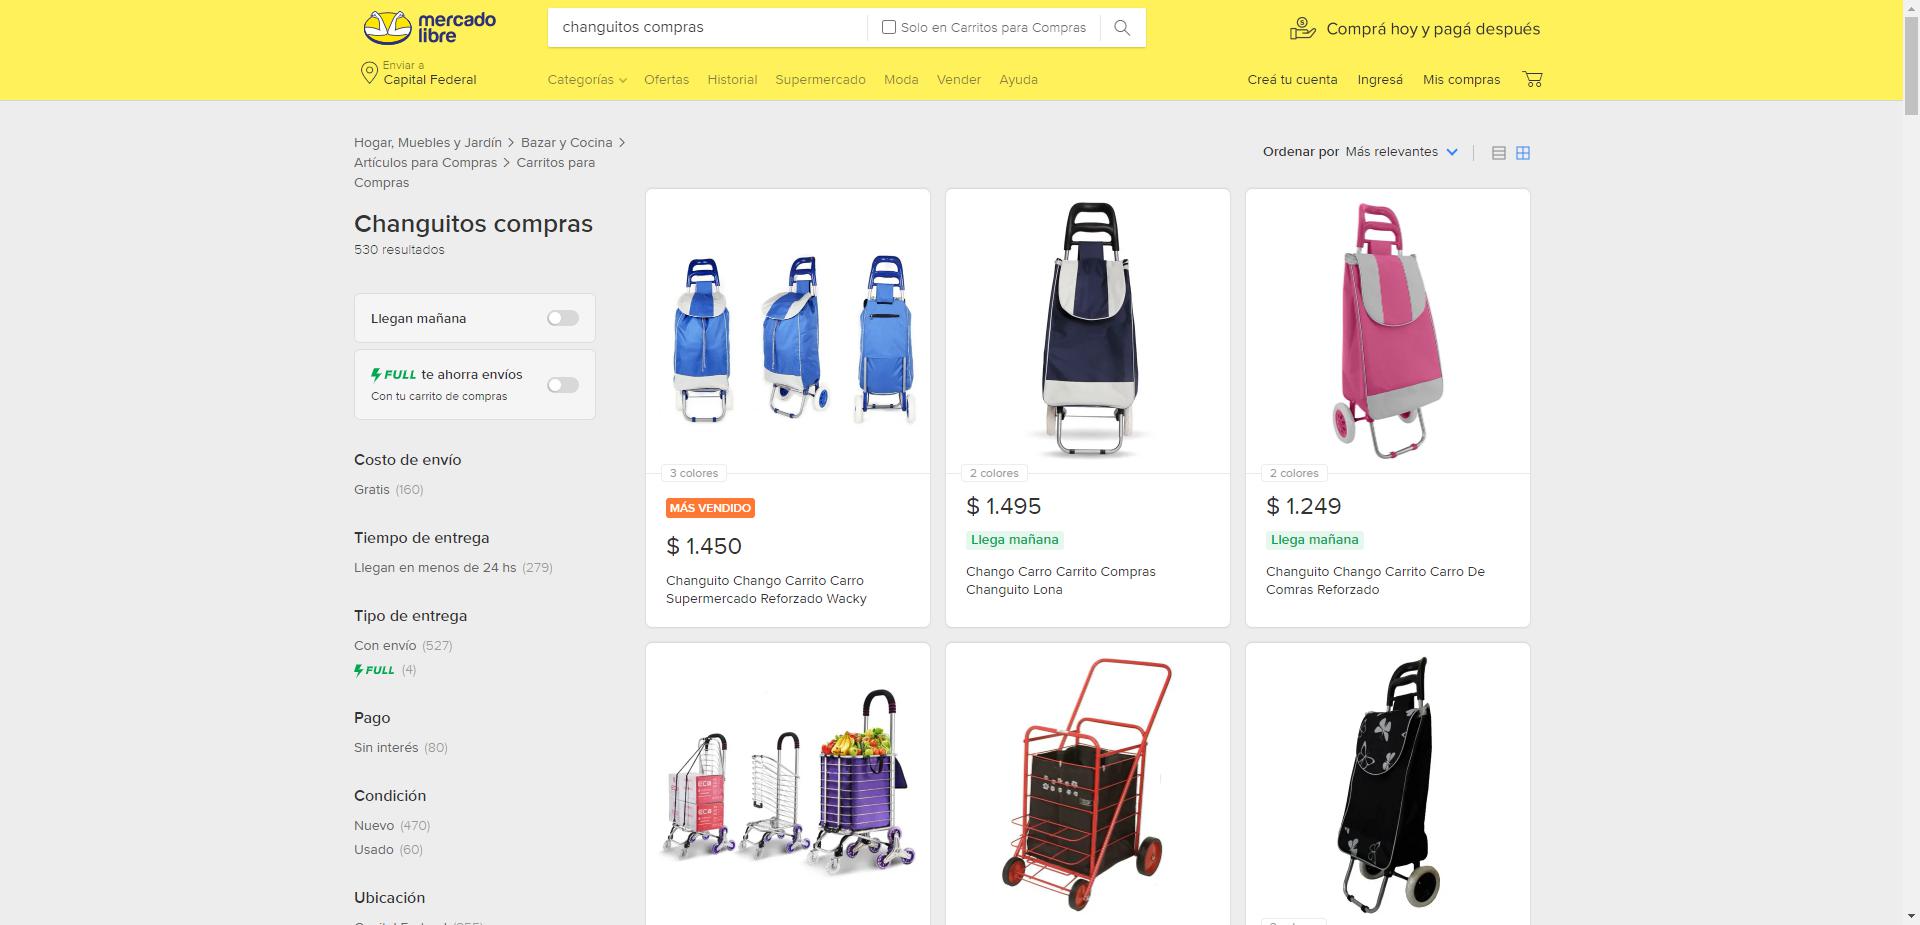 mercado
libre
changuitos compras
Solo en Carritos para Compras
Comprá hoy y pagá después
Enviar a
Capital Federal
Categorías
Ofertas
Historial
Supermercado
Moda
Vender
Ayuda
Creá tu cuenta
Ingresá
Mis compras
Hogar, Muebles y Jardín > Bazar y Cocina >
Artículos para Compras > Carritos para
Compras
Changuitos compras
530 resultados
Llegan mañana
FULL te ahorra envíos
Con tu carrito de compras
Costo de envío
Gratis (160)
Tiempo de entrega
Llegan en menos de 24 hs (279)
Tipo de entrega
Con envío (527)
FULL (4)
Pago
Sin interés (80)
Condición
Nuevo (470)
Usado (60)
Ubicación
Ordenar por Más relevantes
3 colores
MÁS VENDIDO
$ 1.450
Changuito Chango Carrito Carro
Supermercado Reforzado Wacky
2 colores
$ 1.495
Llega mañana
Chango Carro Carrito Compras
Changuito Lona
2 colores
$ 1.249
Llega mañana
Changuito Chango Carrito Carro De
Comras Reforzado